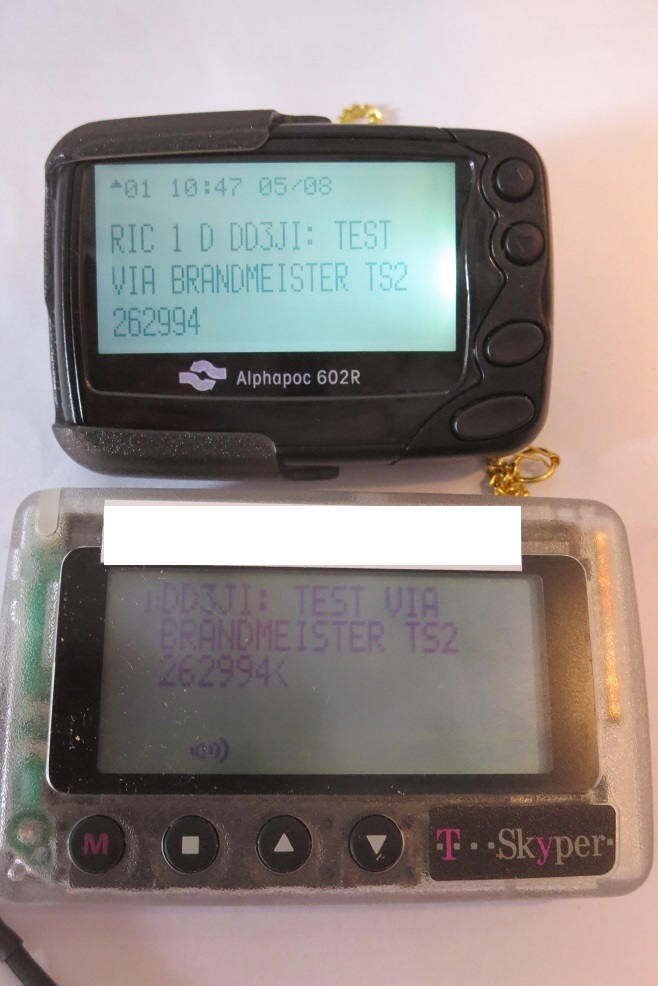 01 10:47 05/08
RIC 1 D DD3JI: TEST
VIA BRANDMEISTER TS2
262994
Alphapoc 602R
DD3JI: TEST VIA
BRANDMEISTER TS2
262994<
M
T··Skyper·